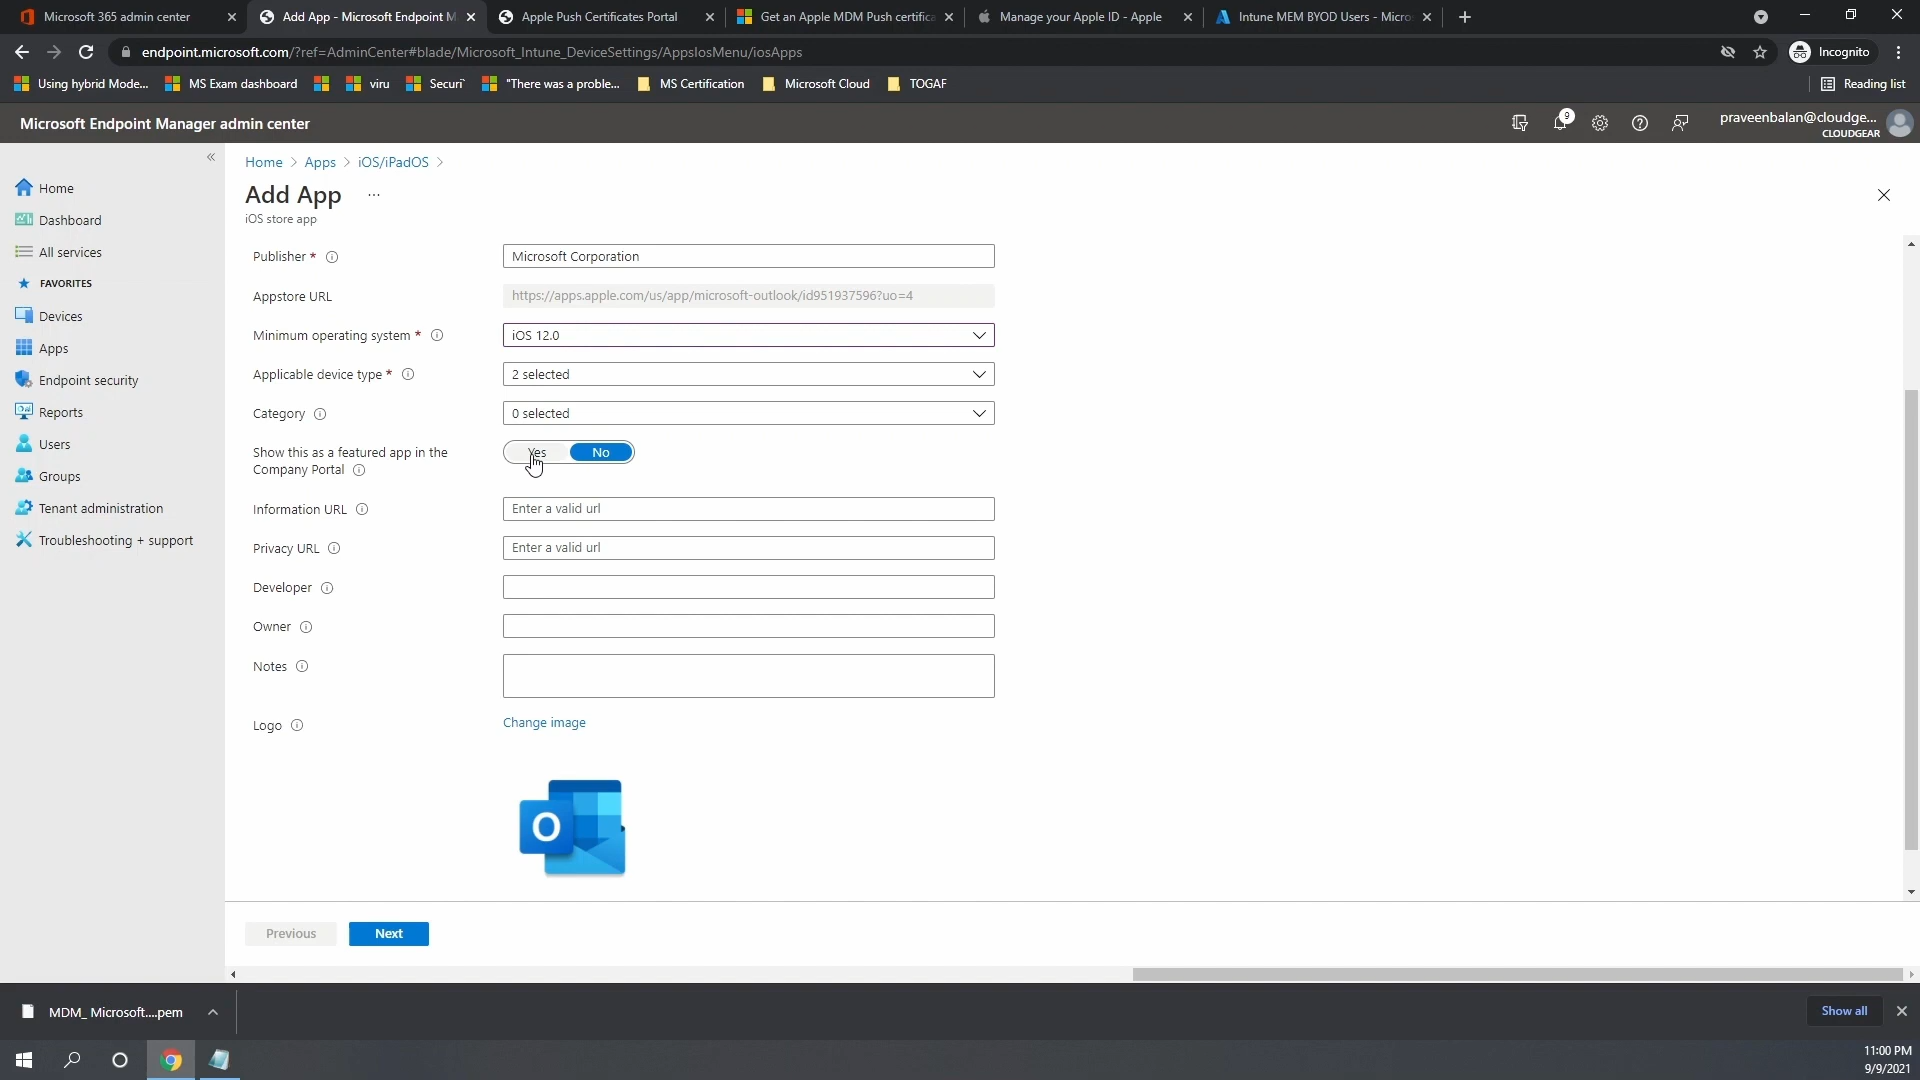 Microsoft 365 admin center
Add App - Microsoft Endpoint M
Apple Push Certificates Portal
Get an Apple MDM Push certifica
Manage your Apple ID - Apple
Intune MEM BYOD Users - Micro
endpoint.microsoft.com/?ref=AdminCenter#blade/Microsoft_Intune_DeviceSettings/AppsIosMenu/iosApps
Incognito
Using hybrid Mode...
MS Exam dashboard
viru
Securi
"There was a proble...
MS Certification
Microsoft Cloud
TOGAF
Reading list
Microsoft Endpoint Manager admin center
9
praveenbalan@cloudge...
CLOUDGEAR
Home > Apps > iOS/iPadOS >
Add App ...
iOS store app
Home
Dashboard
All services
FAVORITES
Devices
Apps
Endpoint security
Reports
Users
Groups
Tenant administration
Troubleshooting + support
Publisher * Microsoft Corporation
Appstore URL https://apps.apple.com/us/app/microsoft-outlook/id951937596?uo=4
Minimum operating system * iOS 12.0
Applicable device type * 2 selected
Category 0 selected
Show this as a featured app in the
Company Portal
Yes No
Information URL Enter a valid url
Privacy URL Enter a valid url
Developer
Owner
Notes
Logo Change image
O
Previous Next
MDM_ Microsoft....pem
Show all
11:00 PM
9/9/2021